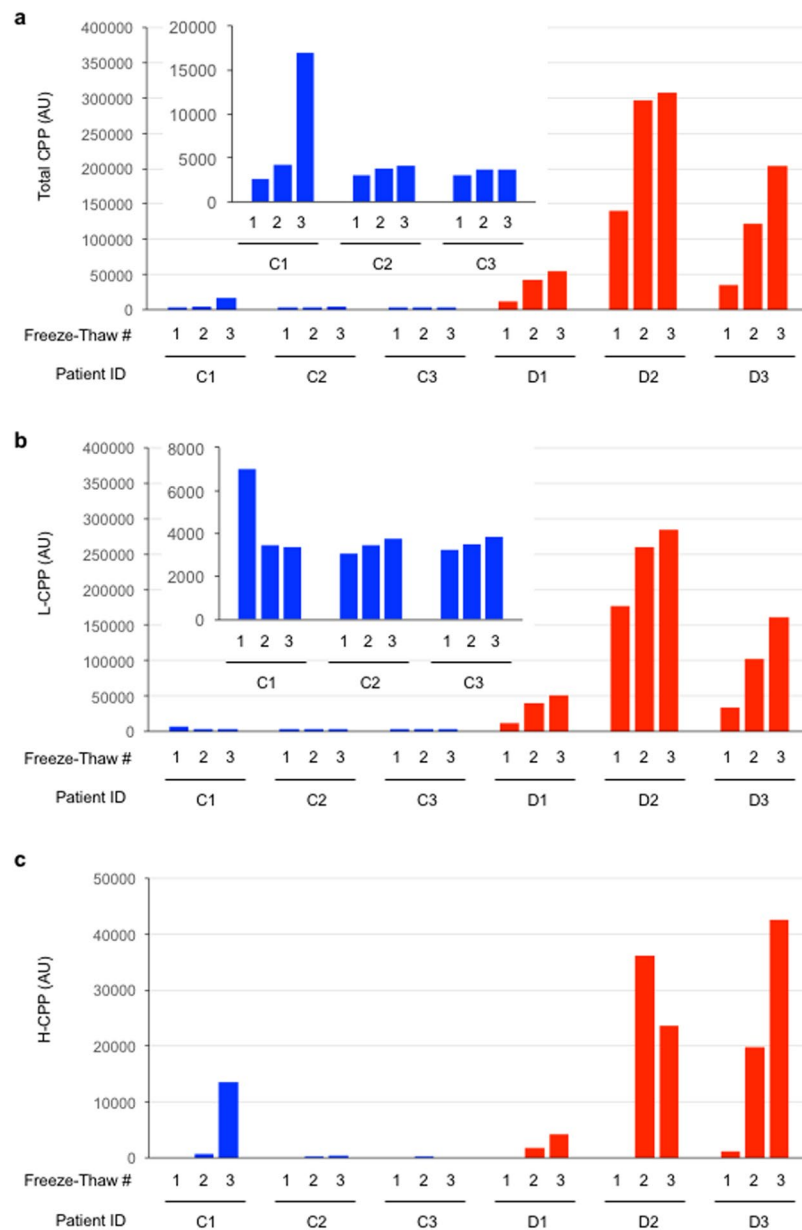 a
400000
350000
300000
250000
200000
150000
100000
50000
0
Total CPP (AU)
20000
15000
10000
5000
0
1 2 3 1 2 3 1 2 3
C1 C2 C3
Freeze-Thaw # 1 2 3 1 2 3 1 2 3 1 2 3 1 2 3 1 2 3
Patient ID C1 C2 C3 D1 D2 D3
b
400000
350000
300000
250000
200000
150000
100000
50000
0
L-CPP (AU)
8000
6000
4000
2000
0
1 2 3 1 2 3 1 2 3
C1 C2 C3
Freeze-Thaw # 1 2 3 1 2 3 1 2 3 1 2 3 1 2 3 1 2 3
Patient ID C1 C2 C3 D1 D2 D3
c
50000
40000
30000
20000
10000
0
H-CPP (AU)
Freeze-Thaw # 1 2 3 1 2 3 1 2 3 1 2 3 1 2 3 1 2 3
Patient ID C1 C2 C3 D1 D2 D3